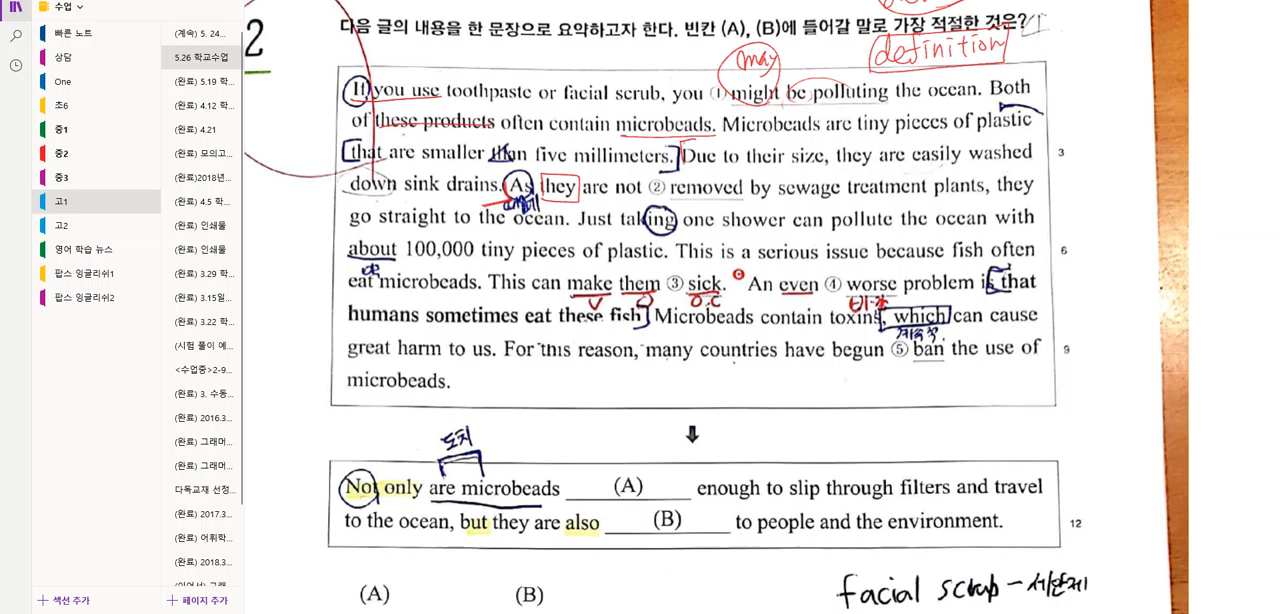 수업
빠른 노트
상담
One
초6
중1
중2
중3
고1
고2
영어 학습 뉴스
팝스 잉글리쉬1
팝스 잉글리쉬2
섹션 추가
(계속) 5. 24...
5.26 학교수업
(완료) 5.19 학...
(완료) 4.12 학...
(완료) 4.21
(완료) 모의고...
(완료)2018년...
(완료) 4.5 학...
(완료) 인쇄물
(완료) 인쇄물
(완료) 3.29 학...
(완료) 3.15일...
(완료) 3.22 학...
(시험 풀이 예...
<수업중>2-9...
(완료) 3. 수동...
(완료) 2016.3...
(완료) 그래머...
(완료) 그래머...
다독교재 선정...
(완료) 2017.3...
(완료) 어휘학...
(완료) 2018.3...
페이지 추가
2
다음 글의 내용을 한 문장으로 요약하고자 한다. 빈칸 (A), (B)에 들어갈 말로 가장 적절한 것은?
may
definition
If you use toothpaste or facial scrub, you ① might be polluting the ocean. Both
of these products often contain microbeads. Microbeads are tiny pieces of plastic
that are smaller than five millimeters. Due to their size, they are easily washed 3
down sink drains. As they are not ② removed by sewage treatment plants, they
때문에
go straight to the ocean. Just taking one shower can pollute the ocean with
about 100,000 tiny pieces of plastic. This is a serious issue because fish often 6
약
eat microbeads. This can make them ③ sick. An even ④ worse problem is that
V O O.C 비.강
humans sometimes eat these fish. Microbeads contain toxins, which can cause
계속적
great harm to us. For this reason, many countries have begun ⑤ ban the use of 9
microbeads.
도치
Not only are microbeads (A) enough to slip through filters and travel
to the ocean, but they are also (B) to people and the environment. 12
(A) (B)
facial scrub - 세안제